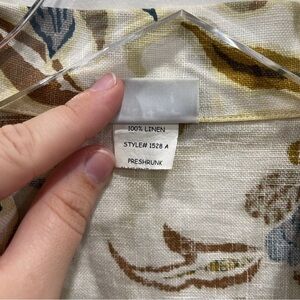 100% LINEN
STYLE# 1528 A
PRESHRUNK